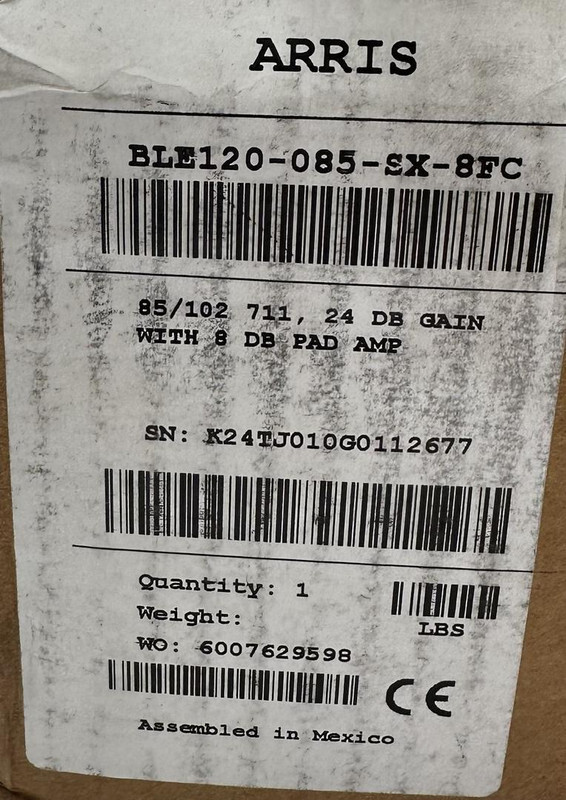 ARRIS
BLE120-085-SX-8FC
85/102 711, 24 DB GAIN
WITH 8 DB PAD AMP
SN: K24TJ010G0112677
Quantity: 1
Weight:
LBS
WO: 6007629598
CE
Assembled in Mexico